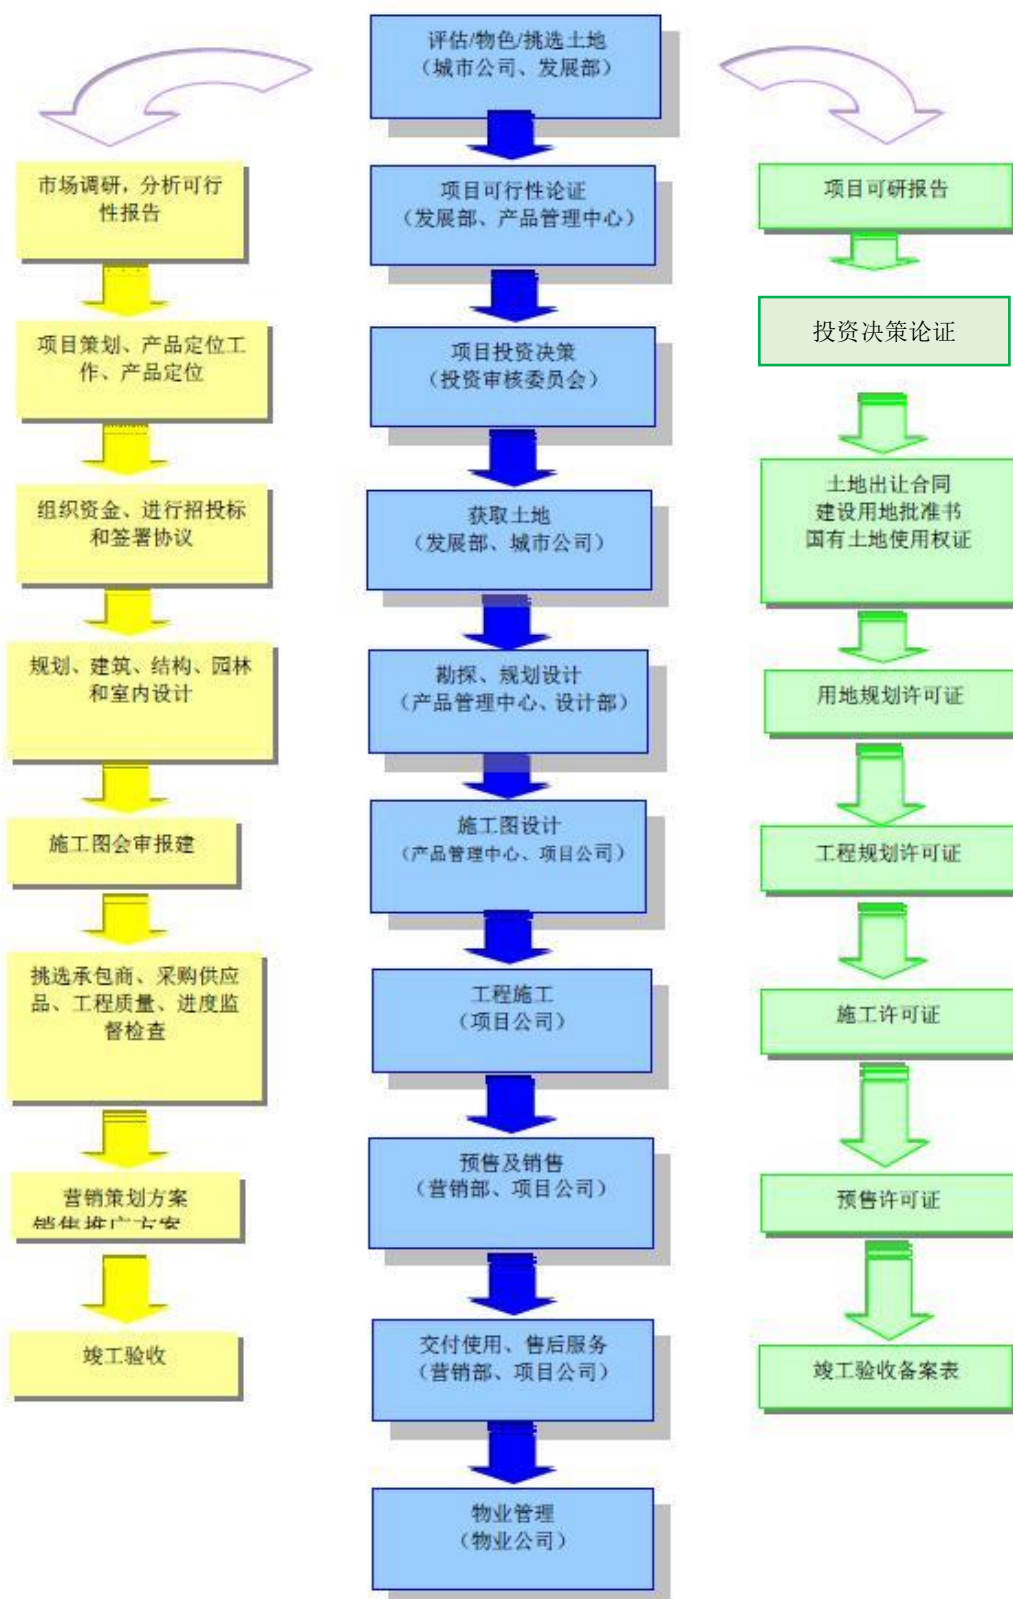 评估/物色/挑选土地
（城市公司、发展部）
市场调研，分析可行
性报告
项目可行性论证
（发展部、产品管理中心）
项目可研报告
项目策划、产品定位工
作、产品定位
项目投资决策
（投资审核委员会）
投资决策论证
组织资金、进行招投标
和签署协议
获取土地
（发展部、城市公司）
土地出让合同
建设用地批准书
国有土地使用权证
规划、建筑、结构、园林
和室内设计
勘探、规划设计
（产品管理中心、设计部）
用地规划许可证
施工图会审报建
施工图设计
（产品管理中心、项目公司）
工程规划许可证
挑选承包商、采购供应
品、工程质量、进度监
督检查
工程施工
（项目公司）
施工许可证
营销策划方案
销售推广方案
预售及销售
（营销部、项目公司）
预售许可证
竣工验收
交付使用、售后服务
（营销部、项目公司）
竣工验收备案表
物业管理
（物业公司）